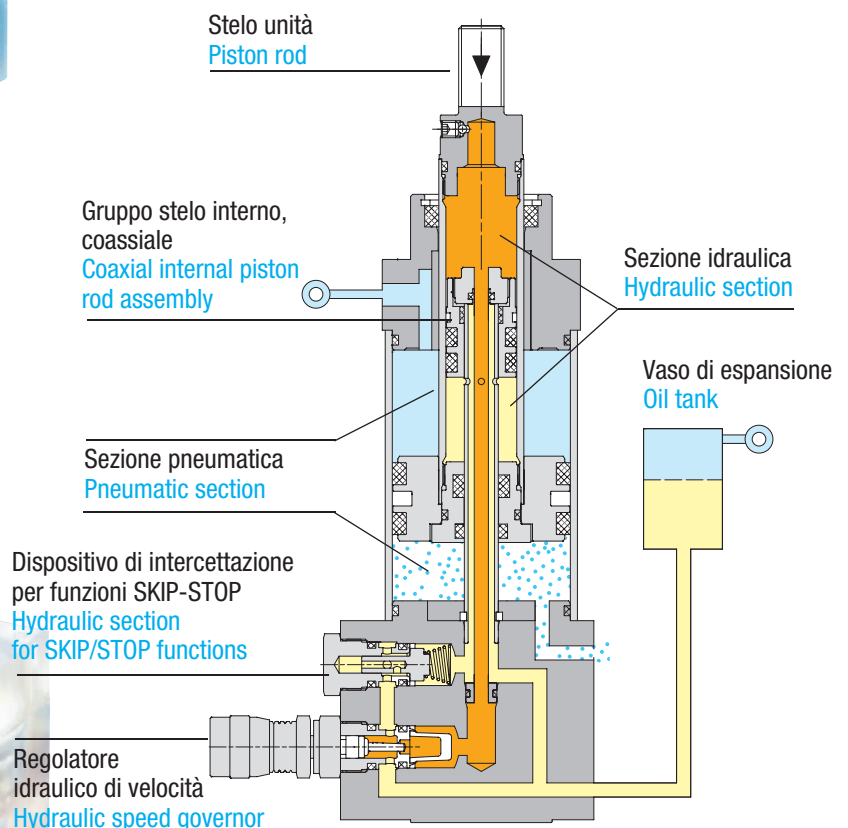 Stelo unità
Piston rod
Gruppo stelo interno,
coassiale
Coaxial internal piston
rod assembly
Sezione idraulica
Hydraulic section
Vaso di espansione
Oil tank
Sezione pneumatica
Pneumatic section
Dispositivo di intercettazione
per funzioni SKIP-STOP
Hydraulic section
for SKIP/STOP functions
Regolatore
idraulico di velocità
Hydraulic speed governor